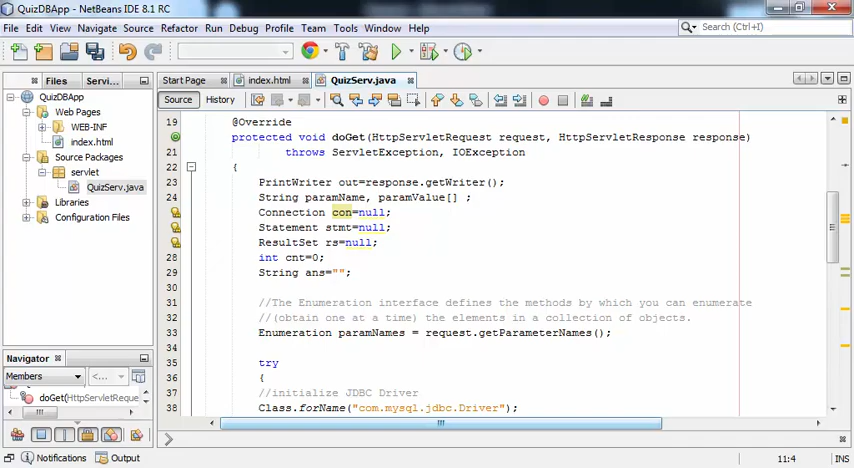 QuizDBApp - NetBeans IDE 8.1 RC
File Edit View Navigate Source Refactor Run Debug Profile Team Tools Window Help
Search (Ctrl+I)
Files Servi...
Start Page index.html QuizServ.java
QuizDBApp
Web Pages
WEB-INF
index.html
Source Packages
servlet
QuizServ.java
Libraries
Configuration Files
Source History
19 @Override
protected void doGet(HttpServletRequest request, HttpServletResponse response)
21 throws ServletException, IOException
22 {
23 PrintWriter out=response.getWriter();
24 String paramName, paramValue[] ;
Connection con=null;
Statement stmt=null;
ResultSet rs=null;
28 int cnt=0;
29 String ans="";
30
31 //The Enumeration interface defines the methods by which you can enumerate
32 //(obtain one at a time) the elements in a collection of objects.
33 Enumeration paramNames = request.getParameterNames();
34
35 try
36 {
37 //initialize JDBC Driver
38 Class.forName("com.mysql.jdbc.Driver");
Navigator
Members <...
doGet(HttpServletReque
Notifications Output
11:4 INS